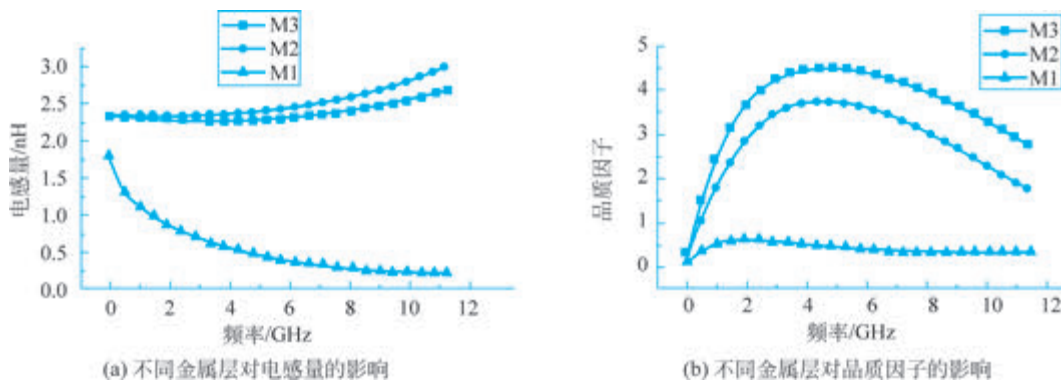 M3
M2
M1
3.0
2.5
2.0
1.5
1.0
0.5
0.0
电感量/nH
0 2 4 6 8 10 12
频率/GHz
(a) 不同金属层对电感量的影响
M3
M2
M1
5
4
3
4
2
1
0
品质因子
0 2 4 6 8 10 12
频率/GHz
(b) 不同金属层对品质因子的影响